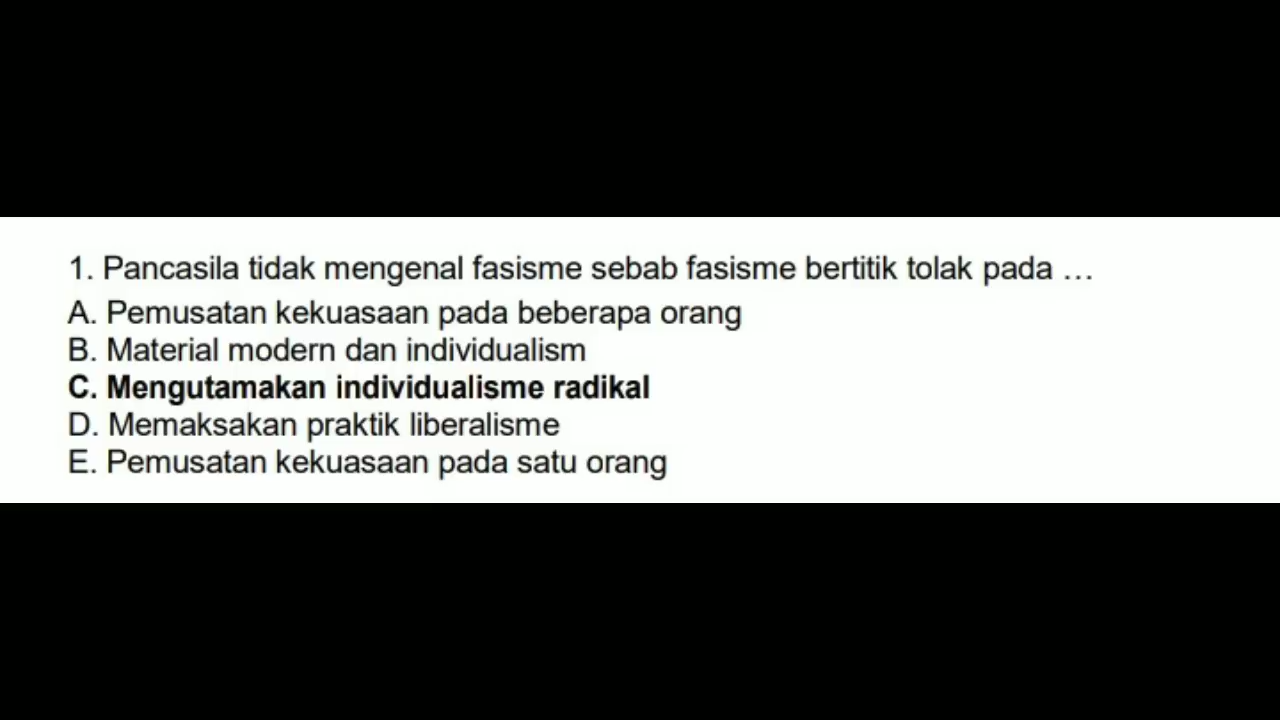 1. Pancasila tidak mengenal fasisme sebab fasisme bertitik tolak pada …
A. Pemusatan kekuasaan pada beberapa orang
B. Material modern dan individualism
C. Mengutamakan individualisme radikal
D. Memaksakan praktik liberalisme
E. Pemusatan kekuasaan pada satu orang